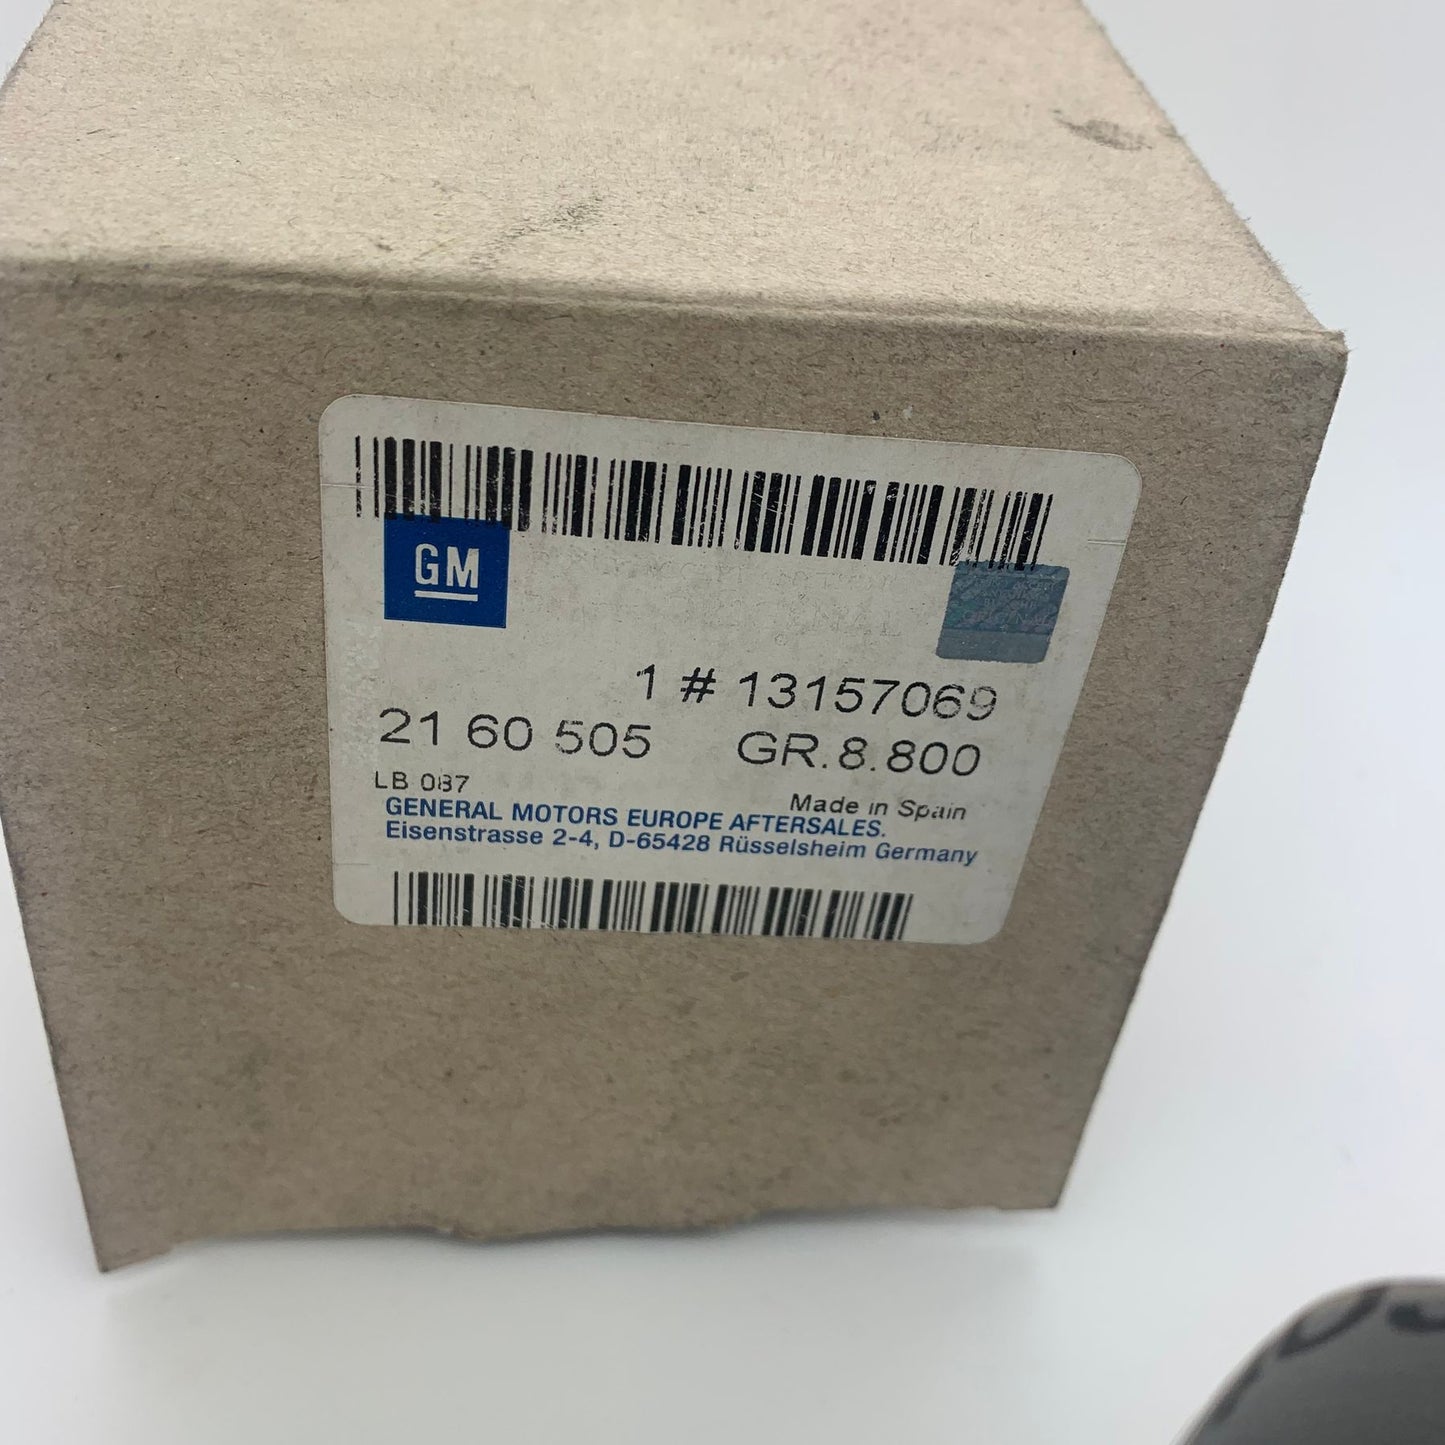 GM
1 # 13157069
21 60 505 GR.8.800
LB 087
Made in Spain
GENERAL MOTORS EUROPE AFTERSALES.
Eisenstrasse 2-4, D-65428 Rüsselsheim Germany